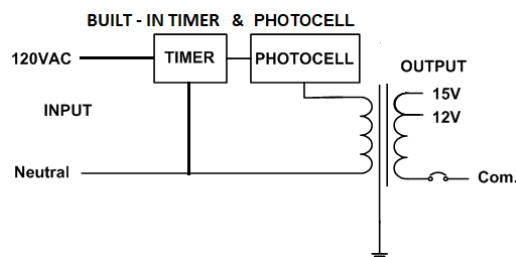 BUILT - IN TIMER & PHOTOCELL
120VAC
TIMER
PHOTOCELL
OUTPUT
15V
12V
INPUT
Neutral
Com.